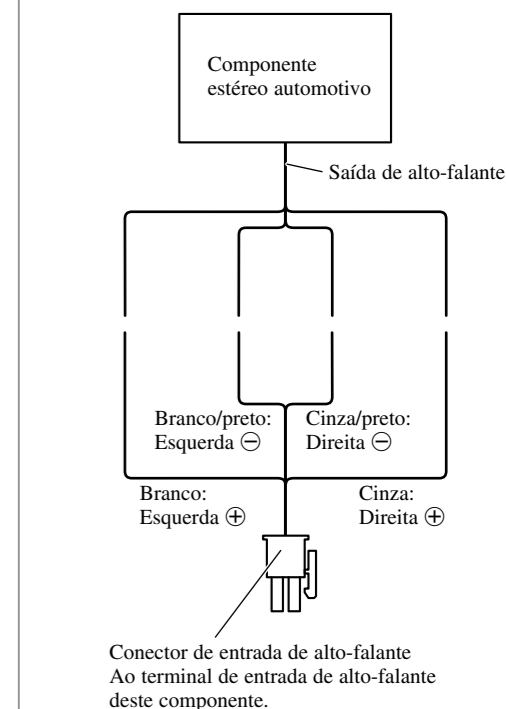 Componente
estéreo automotivo
Saída de alto-falante
Branco/preto:
Esquerda ⊖
Cinza/preto:
Direita ⊖
Branco:
Esquerda ⊕
Cinza:
Direita ⊕
Conector de entrada de alto-falante
Ao terminal de entrada de alto-falante
deste componente.